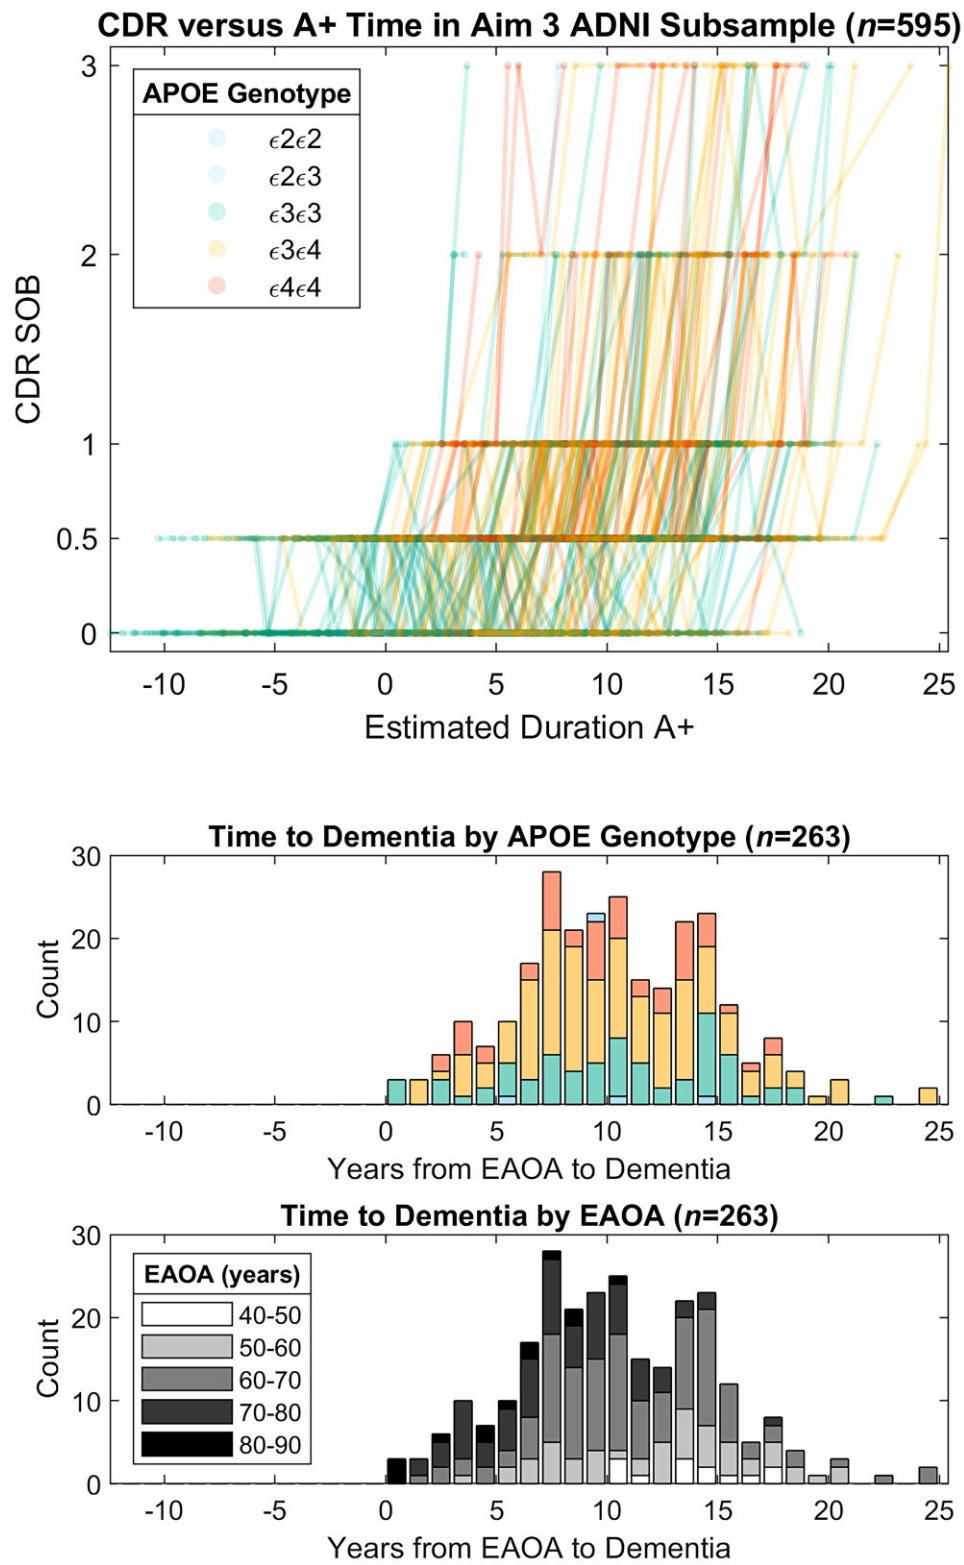 CDR versus A+ Time in Aim 3 ADNI Subsample (n=595)
APOE Genotype
ϵ2ϵ2
ϵ2ϵ3
ϵ3ϵ3
ϵ3ϵ4
ϵ4ϵ4
CDR SOB
3
2
1
0.5
0
-10 -5 0 5 10 15 20 25
Estimated Duration A+
Time to Dementia by APOE Genotype (n=263)
Count
30
20
10
0
-10 -5 0 5 10 15 20 25
Years from EAOA to Dementia
Time to Dementia by EAOA (n=263)
EAOA (years)
40-50
50-60
60-70
70-80
80-90
Count
30
20
10
0
-10 -5 0 5 10 15 20 25
Years from EAOA to Dementia